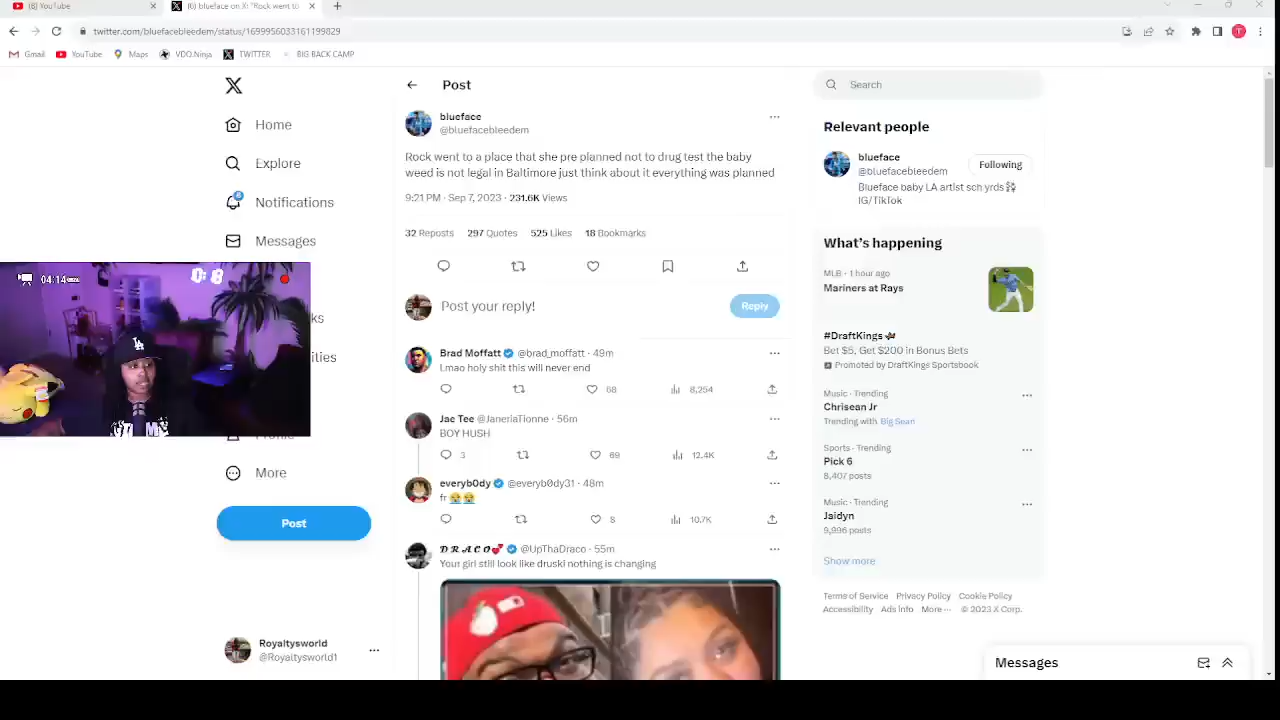 (8) YouTube
(6) blueface on X: "Rock went to
twitter.com/bluefacebleedem/status/1699956033161199829
Gmail
YouTube
Maps
VDO.Ninja
TWITTER
BIG BACK CAMP
Home
Explore
8
Notifications
Messages
ks
ities
Profile
More
Post
Royaltysworld
@Royaltysworld1
04:14
LA
Post
blueface
@bluefacebleedem
Rock went to a place that she pre planned not to drug test the baby
weed is not legal in Baltimore just think about it everything was planned
9:21 PM · Sep 7, 2023 · 231.6K Views
32 Reposts 297 Quotes 525 Likes 18 Bookmarks
Post your reply!
Reply
Brad Moffatt @brad_moffatt · 49m
Lmao holy shit this will never end
68 8,254
Jae Tee @JaneriaTionne · 56m
BOY HUSH
3 69 12.4K
everyb0dy @everyb0dy31 · 48m
fr 😭😭
8 10.7K
D R A C O💕 @UpThaDraco · 55m
Your girl still look like druski nothing is changing
Search
Relevant people
blueface
@bluefacebleedem
Following
Blueface baby LA artist sch yrds
IG/TikTok
What's happening
MLB · 1 hour ago
Mariners at Rays
#DraftKings
Bet $5, Get $200 in Bonus Bets
Promoted by DraftKings Sportsbook
Music · Trending
Chrisean Jr
Trending with Big Sean
Sports · Trending
Pick 6
8,407 posts
Music · Trending
Jaidyn
9,996 posts
Show more
Terms of Service Privacy Policy Cookie Policy
Accessibility Ads info More ··· © 2023 X Corp.
Messages